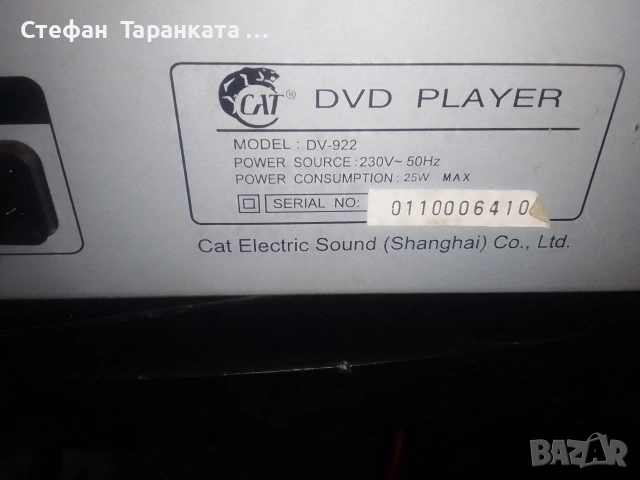 Стефан Таранката ...
CAT ® DVD PLAYER
MODEL : DV-922
POWER SOURCE : 230V~ 50Hz
POWER CONSUMPTION : 25W MAX
SERIAL NO: 0110006410
Cat Electric Sound (Shanghai) Co., Ltd.
BAZAR